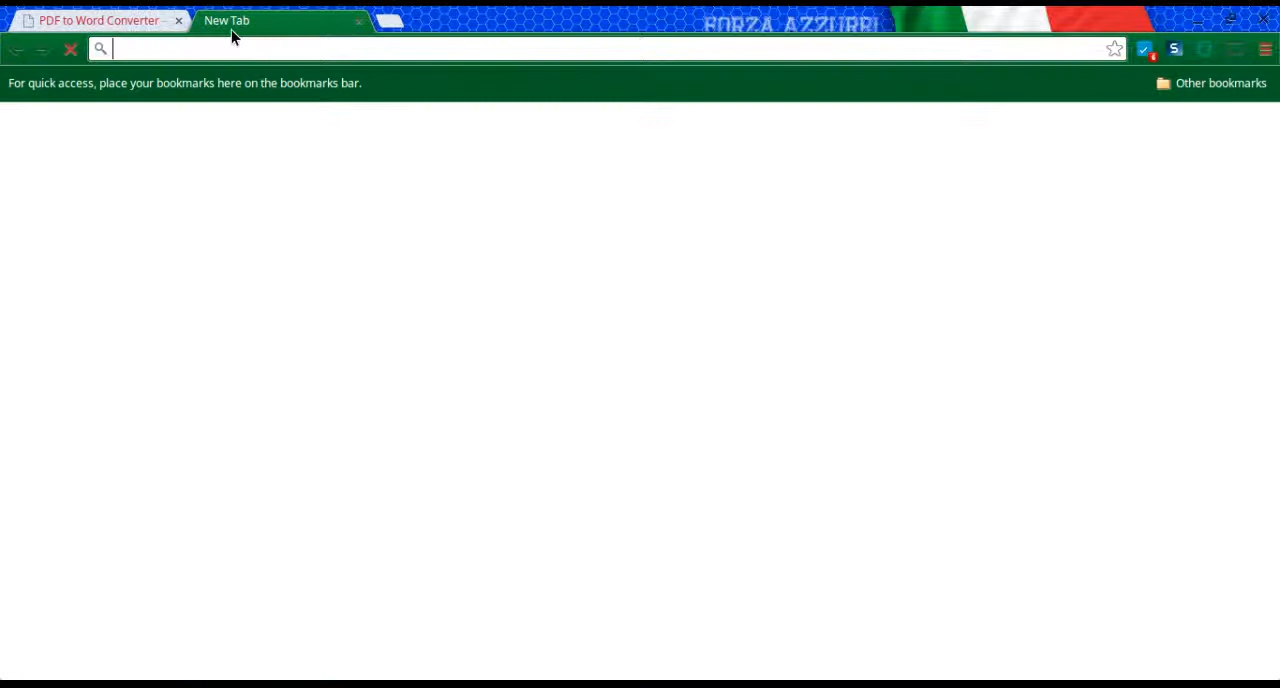 PDF to Word Converter
New Tab
FORZA AZZURRI
S
6
For quick access, place your bookmarks here on the bookmarks bar.
Other bookmarks